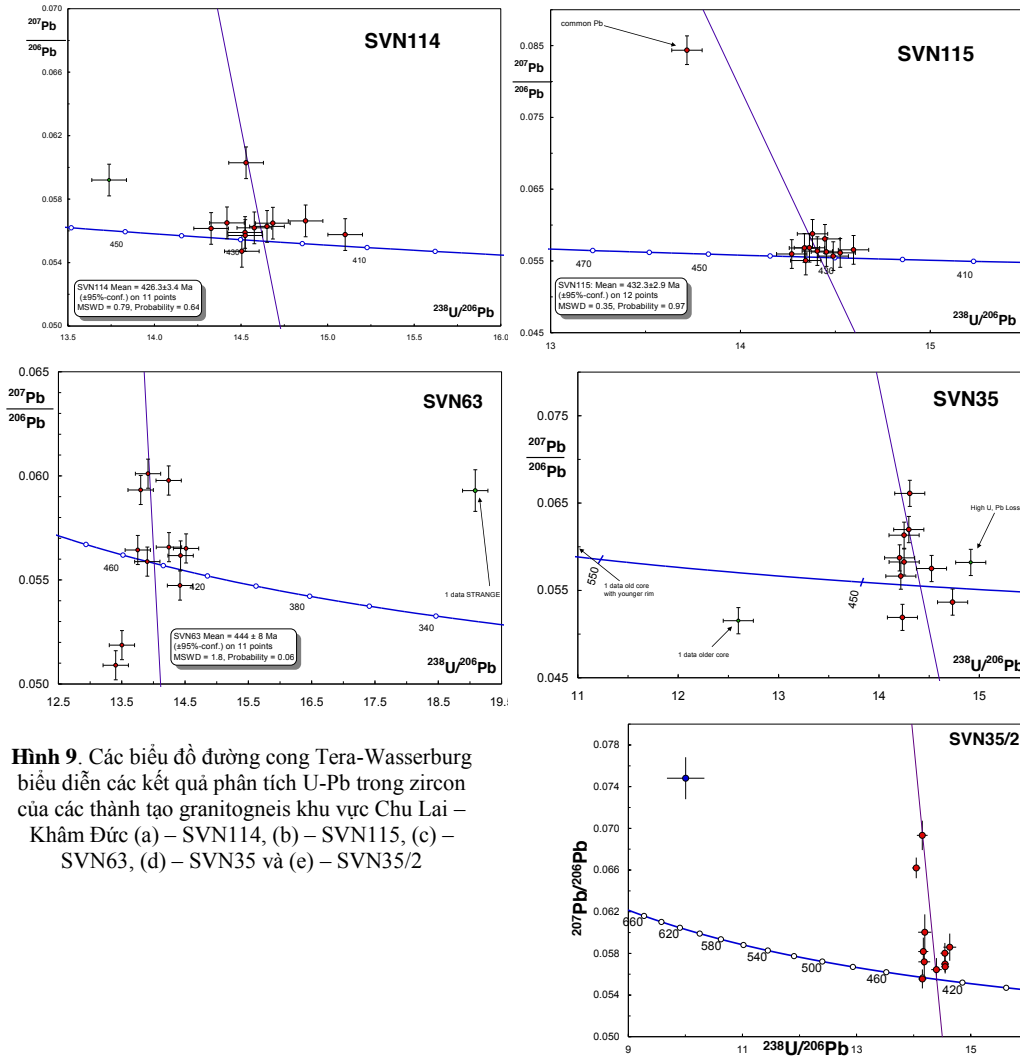 SVN114
207Pb
206Pb
0.070
0.066
0.062
0.058
0.054
0.050
450
430
410
SVN114 Mean = 426.3±3.4 Ma
(±95%-conf.) on 11 points
MSWD = 0.79, Probability = 0.64
238U/206Pb
13.5 14.0 14.5 15.0 15.5 16.0
SVN115
common Pb
207Pb
206Pb
0.085
0.075
0.065
0.055
0.045
470
450
430
410
SVN115: Mean = 432.3±2.9 Ma
(±95%-conf.) on 12 points
MSWD = 0.35, Probability = 0.97
238U/206Pb
13 14 15
SVN63
207Pb
206Pb
0.065
0.060
0.055
0.050
460
420
380
340
1 data STRANGE
SVN63 Mean = 444 ± 8 Ma
(±95%-conf.) on 11 points
MSWD = 1.8, Probability = 0.06
238U/206Pb
12.5 13.5 14.5 15.5 16.5 17.5 18.5 19.5
SVN35
207Pb
206Pb
0.075
0.065
0.055
0.045
High U, Pb Loss
550
450
1 data old core
with younger rim
1 data older core
238U/206Pb
11 12 13 14 15
Hình 9. Các biểu đồ đường cong Tera-Wasserburg
biểu diễn các kết quả phân tích U-Pb trong zircon
của các thành tạo granitogneis khu vực Chu Lai –
Khâm Đức (a) – SVN114, (b) – SVN115, (c) –
SVN63, (d) – SVN35 và (e) – SVN35/2
SVN35/2
207Pb/206Pb
0.078
0.074
0.070
0.066
0.062
0.058
0.054
0.050
660
620
580
540
500
460
420
9 11 13 15
238U/206Pb